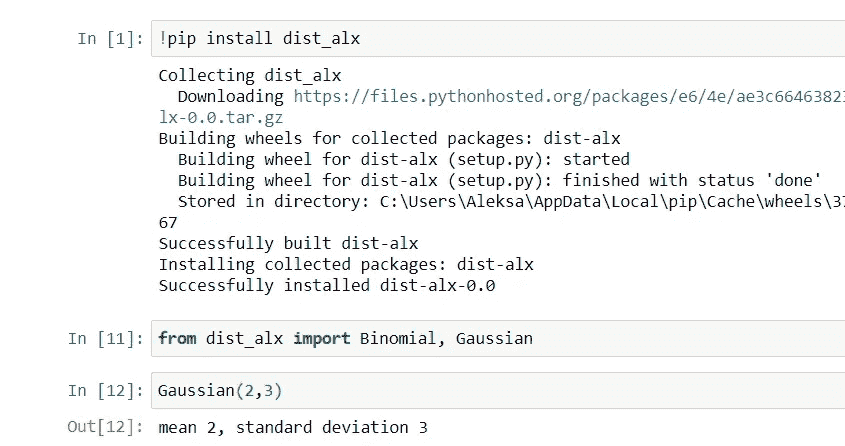 In [1]: !pip install dist_alx
Collecting dist_alx
Downloading https://files.pythonhosted.org/packages/e6/4e/ae3c66463823
lx-0.0.tar.gz
Building wheels for collected packages: dist-alx
Building wheel for dist-alx (setup.py): started
Building wheel for dist-alx (setup.py): finished with status 'done'
Stored in directory: C:\Users\Aleksa\AppData\Local\pip\Cache\wheels\37
67
Successfully built dist-alx
Installing collected packages: dist-alx
Successfully installed dist-alx-0.0
In [11]: from dist_alx import Binomial, Gaussian
In [12]: Gaussian(2,3)
Out[12]: mean 2, standard deviation 3